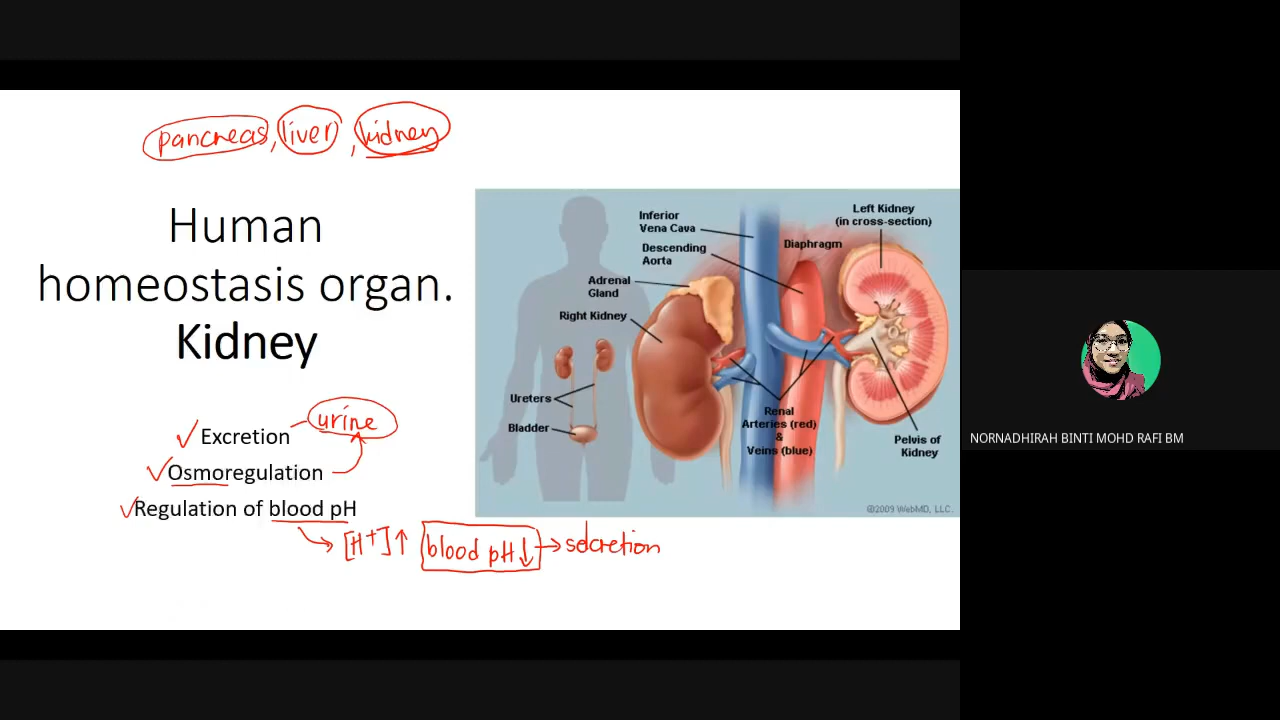 pancreas, liver, kidney
Human
homeostasis organ.
Kidney
Excretion urine
Osmoregulation
Regulation of blood pH
[H+]↑ blood pH↓ → secretion
Inferior
Vena Cava
Descending
Aorta
Adrenal
Gland
Right Kidney
Ureters
Bladder
Diaphragm
Left Kidney
(in cross-section)
Renal
Arteries (red)
&
Veins (blue)
Pelvis of
Kidney
©2009 WebMD, LLC.
NORNADHIRAH BINTI MOHD RAFI BM